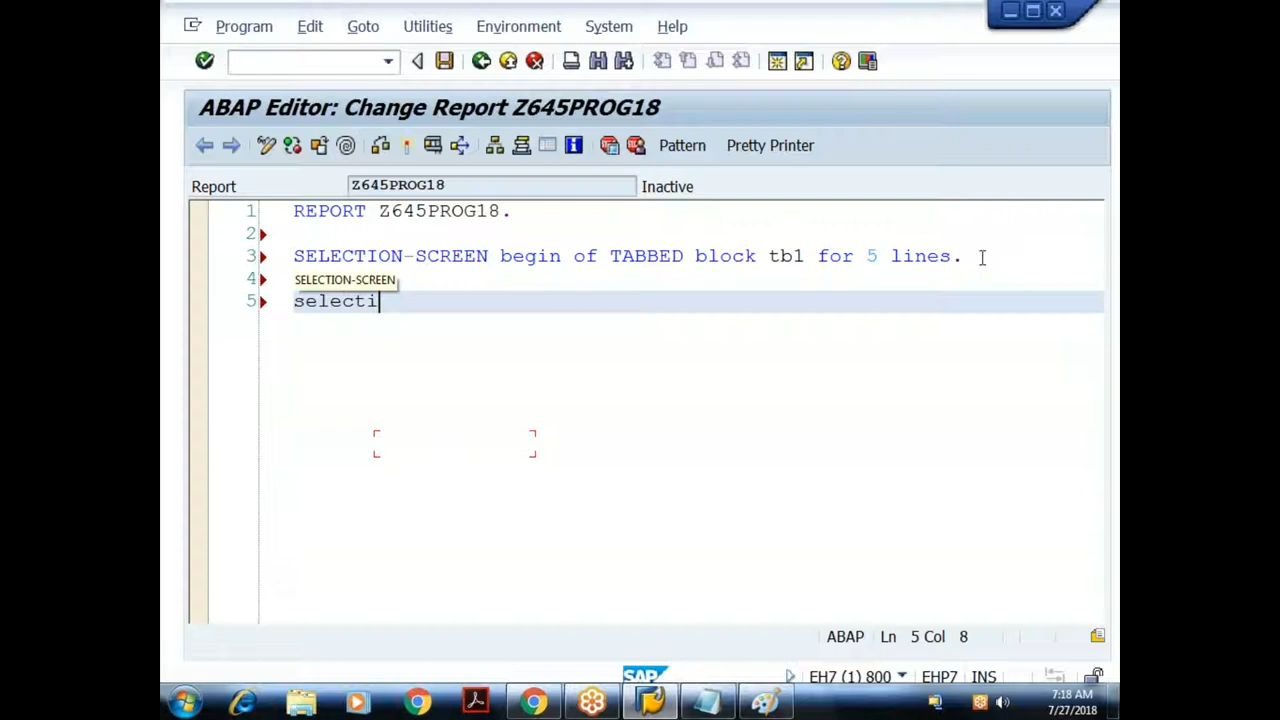 Program Edit Goto Utilities Environment System Help
ABAP Editor: Change Report Z645PROG18
Pattern Pretty Printer
Report Z645PROG18 Inactive
1 REPORT Z645PROG18.
2
3 SELECTION-SCREEN begin of TABBED block tb1 for 5 lines.
4 SELECTION-SCREEN
5 selecti
ABAP Ln 5 Col 8
SAP EH7 (1) 800 EHP7 INS
7:18 AM
7/27/2018